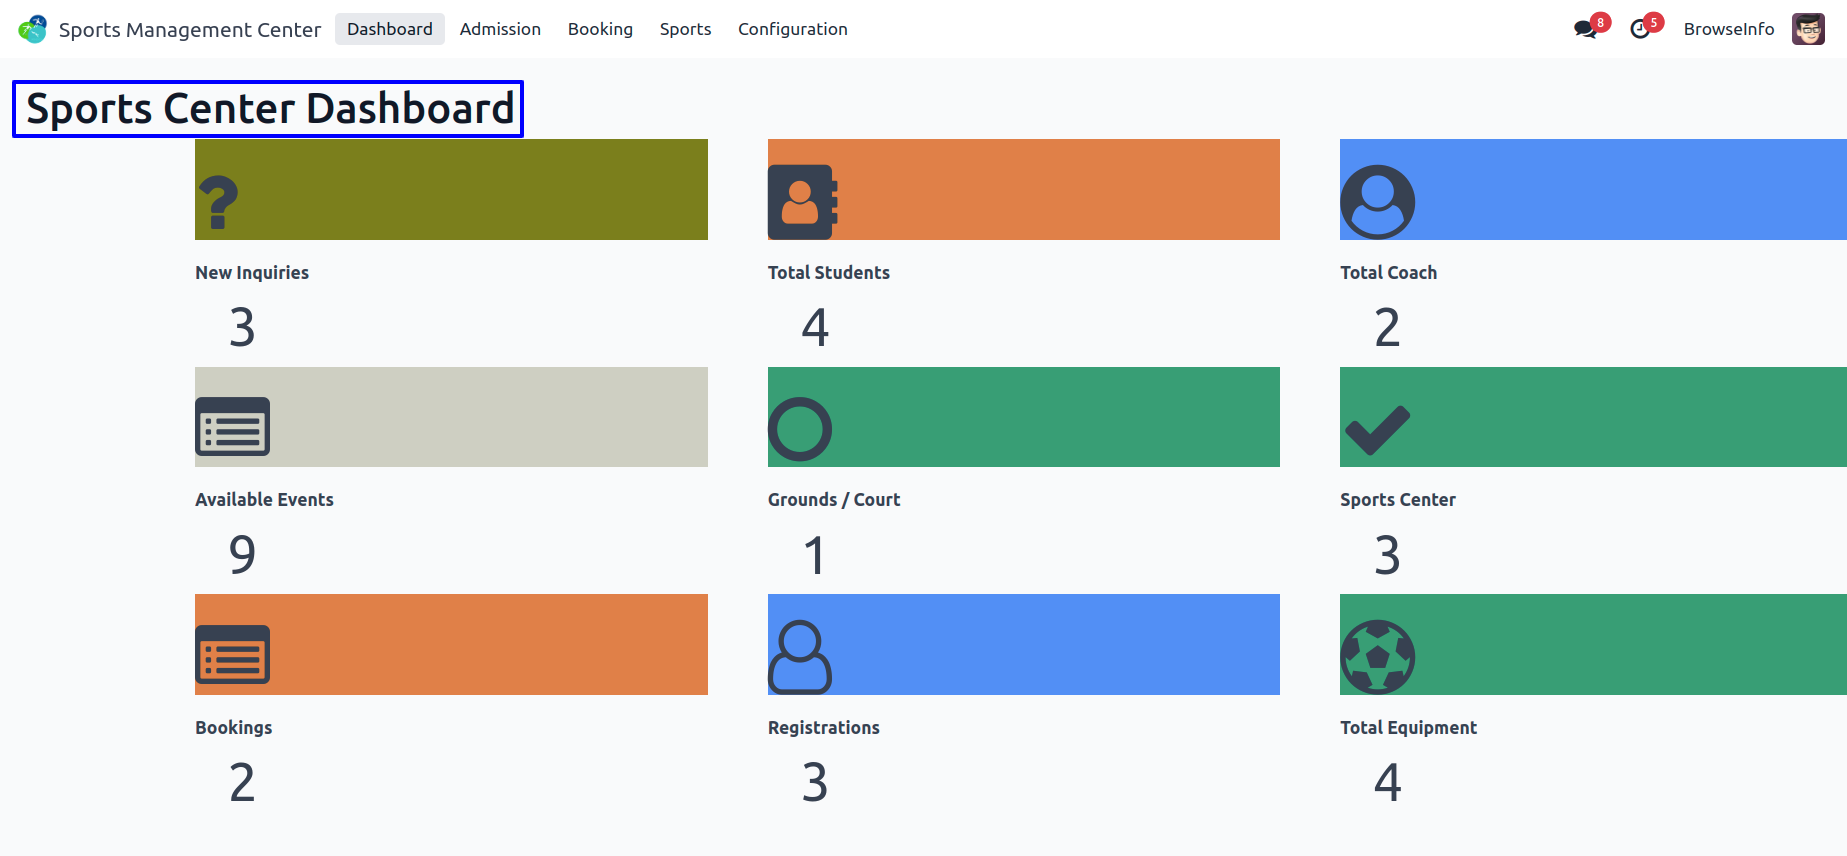 Sports Management Center Dashboard Admission Booking Sports Configuration 8 5 BrowseInfo
Sports Center Dashboard
New Inquiries Total Students Total Coach
3 4 2
Available Events Grounds / Court Sports Center
9 1 3
Bookings Registrations Total Equipment
2 3 4